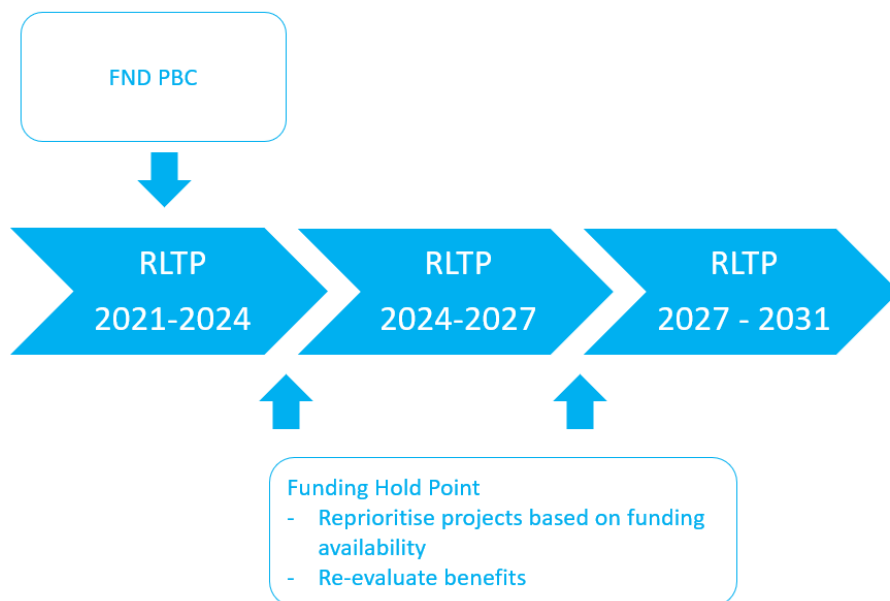 FND PBC
RLTP
2021-2024
RLTP
2024-2027
RLTP
2027 - 2031
Funding Hold Point
- Reprioritise projects based on funding
availability
- Re-evaluate benefits